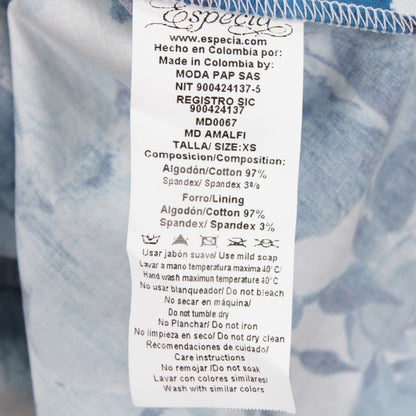 Especia
www.especia.com
Hecho en Colombia por:
Made in Colombia by:
MODA PAP SAS
NIT 900424137-5
REGISTRO SIC
900424137
MD0067
MD AMALFI
TALLA/ SIZE:XS
Composicion/Composition:
Algodón/Cotton 97%
Spandex/ Spandex 3%
Forro/Lining
Algodón/Cotton 97%
Spandex/ Spandex 3%
Usar jabón suave/ Use mild soap
Lavar a mano temperatura maxima 40°C/
Hand wash maximun temperature 40°C
No usar blanqueador/ Do not bleach
No secar en máquina/
Do not tumble dry
No Planchar/ Do not iron
No limpieza en seco/ Do not dry clean
Recomendaciones de cuidado/
Care instructions
No remojar /Do not soak
Lavar con colores similares/
Wash with similar colors